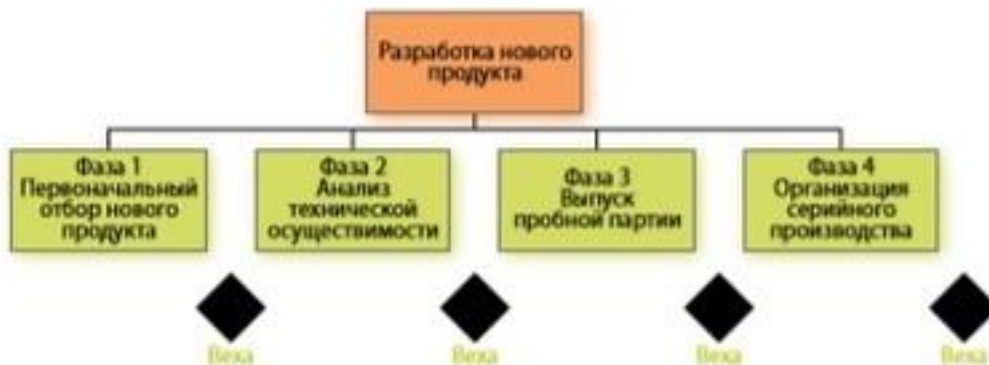 Разработка нового
продукта
Фаза 1
Первоначальный
отбор нового
продукта
Фаза 2
Анализ
технической
осуществимости
Фаза 3
Выпуск
пробной партии
Фаза 4
Организация
серийного
производства
Веха
Веха
Веха
Веха